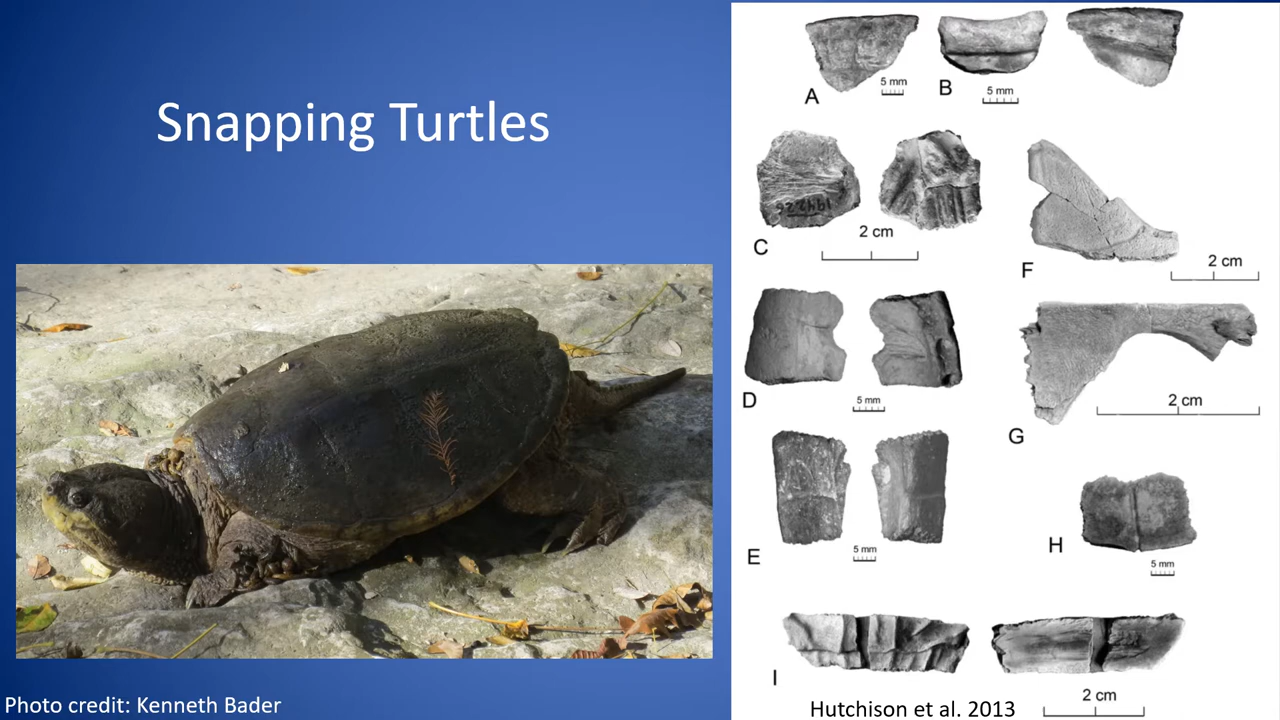 Snapping Turtles
Photo credit: Kenneth Bader
A
5 mm
B
5 mm
C
19426
2 cm
F
2 cm
D
5 mm
G
2 cm
E
5 mm
H
5 mm
I
2 cm
Hutchison et al. 2013